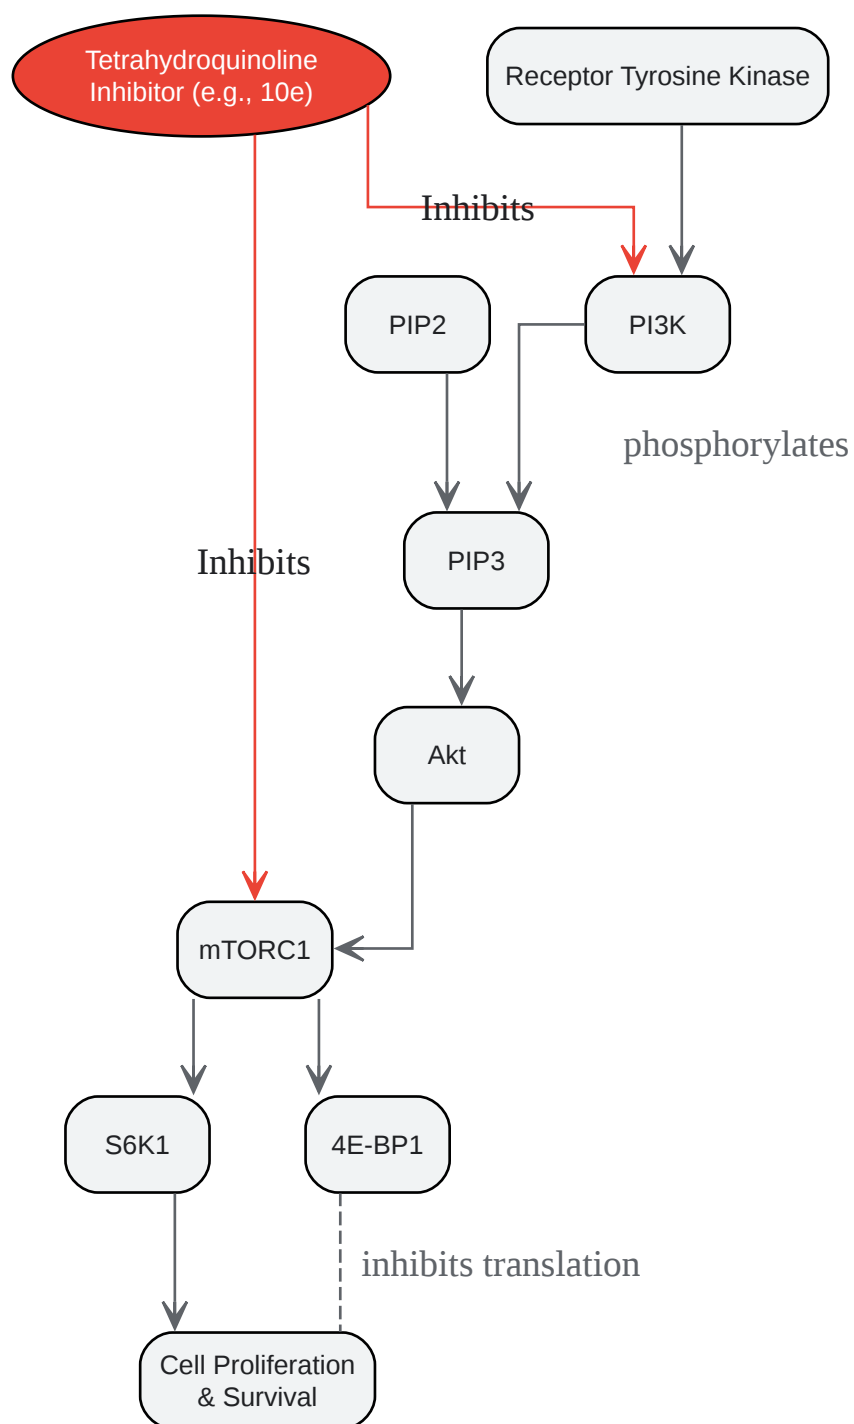 Tetrahydroquinoline
Inhibitor (e.g., 10e)
Receptor Tyrosine Kinase
Inhibits
PIP2
PI3K
phosphorylates
Inhibits
PIP3
Akt
mTORC1
S6K1
4E-BP1
inhibits translation
Cell Proliferation
& Survival